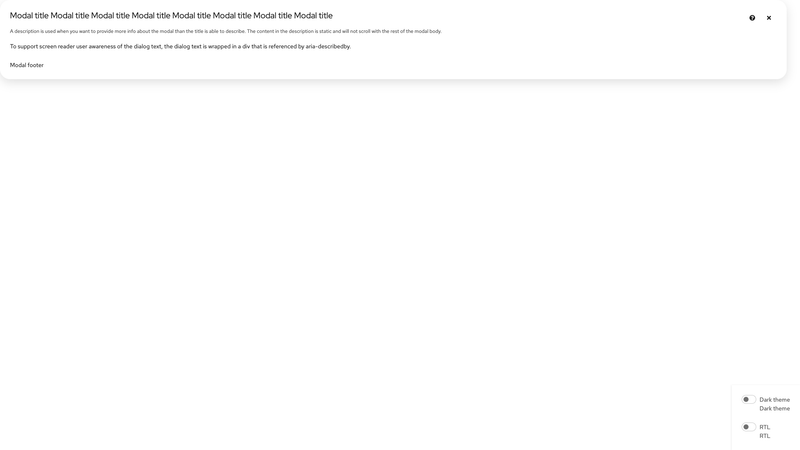 Modal title Modal title Modal title Modal title Modal title Modal title Modal title Modal title
A description is used when you want to provide more info about the modal than the title is able to describe. The content in the description is static and will not scroll with the rest of the modal body.
To support screen reader user awareness of the dialog text, the dialog text is wrapped in a div that is referenced by aria-describedby.
Modal footer
Dark theme
Dark theme
RTL
RTL